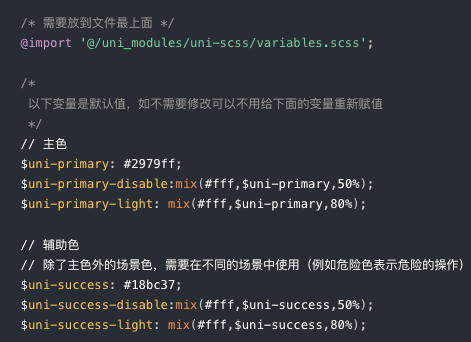 /* 需要放到文件最上面 */
@import '@/uni_modules/uni-scss/variables.scss';
/*
以下变量是默认值，如不需要修改可以不用给下面的变量重新赋值
*/
// 主色
$uni-primary: #2979ff;
$uni-primary-disable:mix(#fff,$uni-primary,50%);
$uni-primary-light: mix(#fff,$uni-primary,80%);
// 辅助色
// 除了主色外的场景色，需要在不同的场景中使用（例如危险色表示危险的操作）
$uni-success: #18bc37;
$uni-success-disable:mix(#fff,$uni-success,50%);
$uni-success-light: mix(#fff,$uni-success,80%);